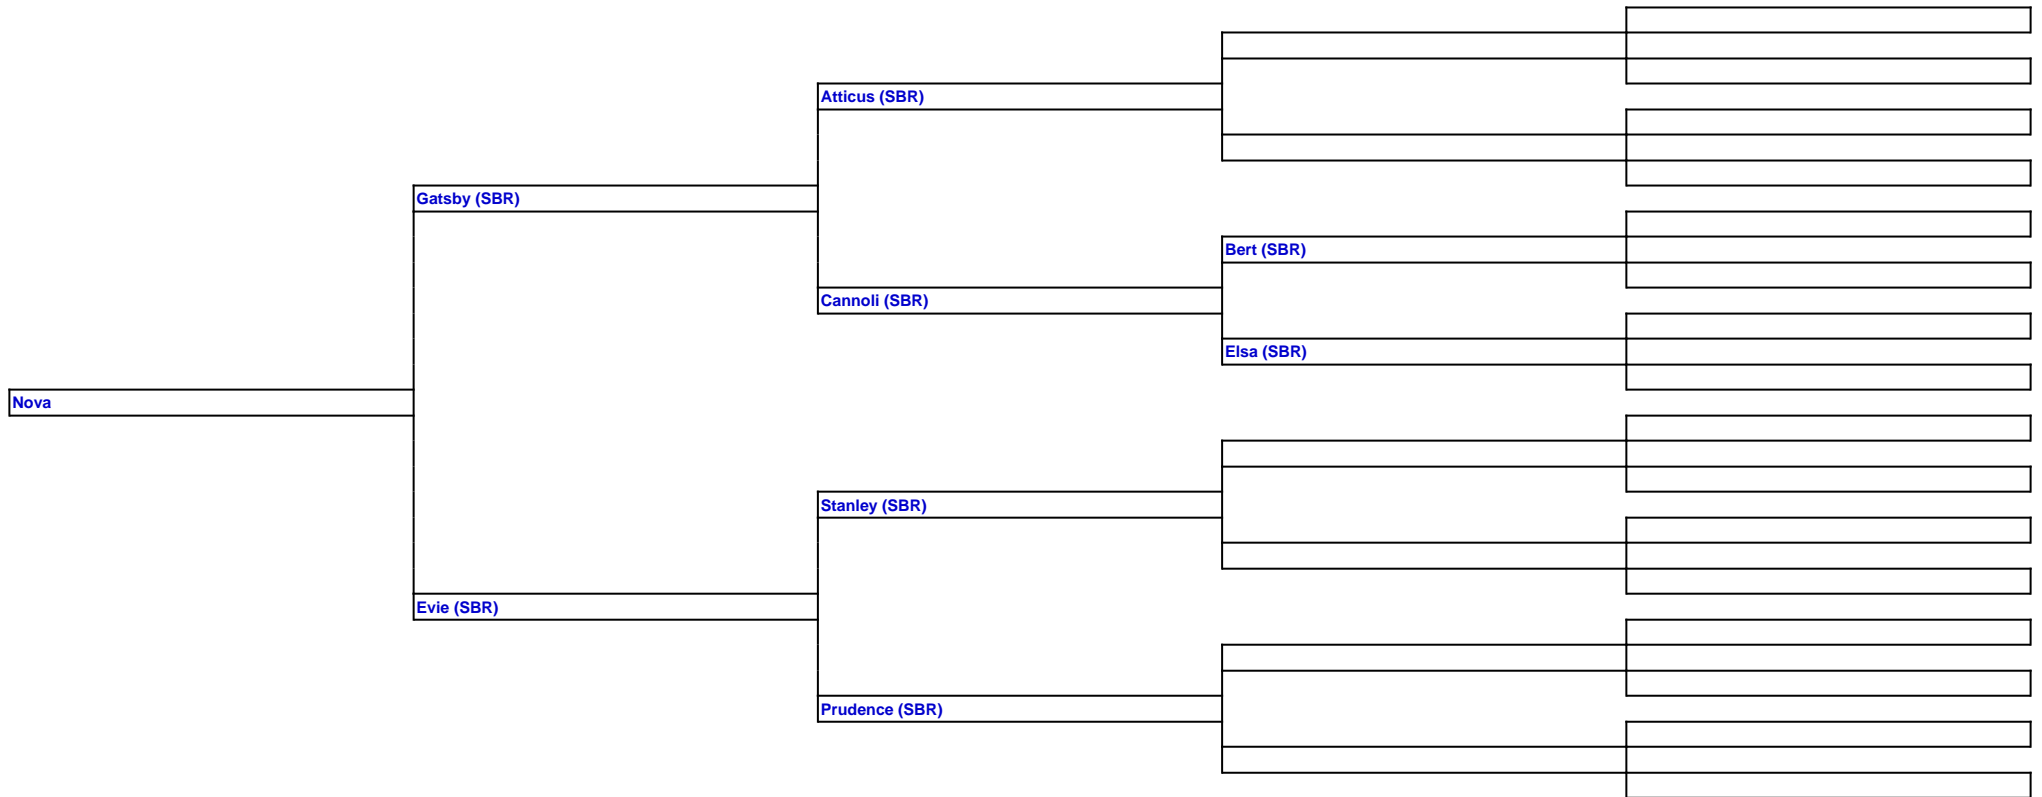 Atticus (SBR)
Gatsby (SBR)
Bert (SBR)
Cannoli (SBR)
Elsa (SBR)
Nova
Stanley (SBR)
Evie (SBR)
Prudence (SBR)